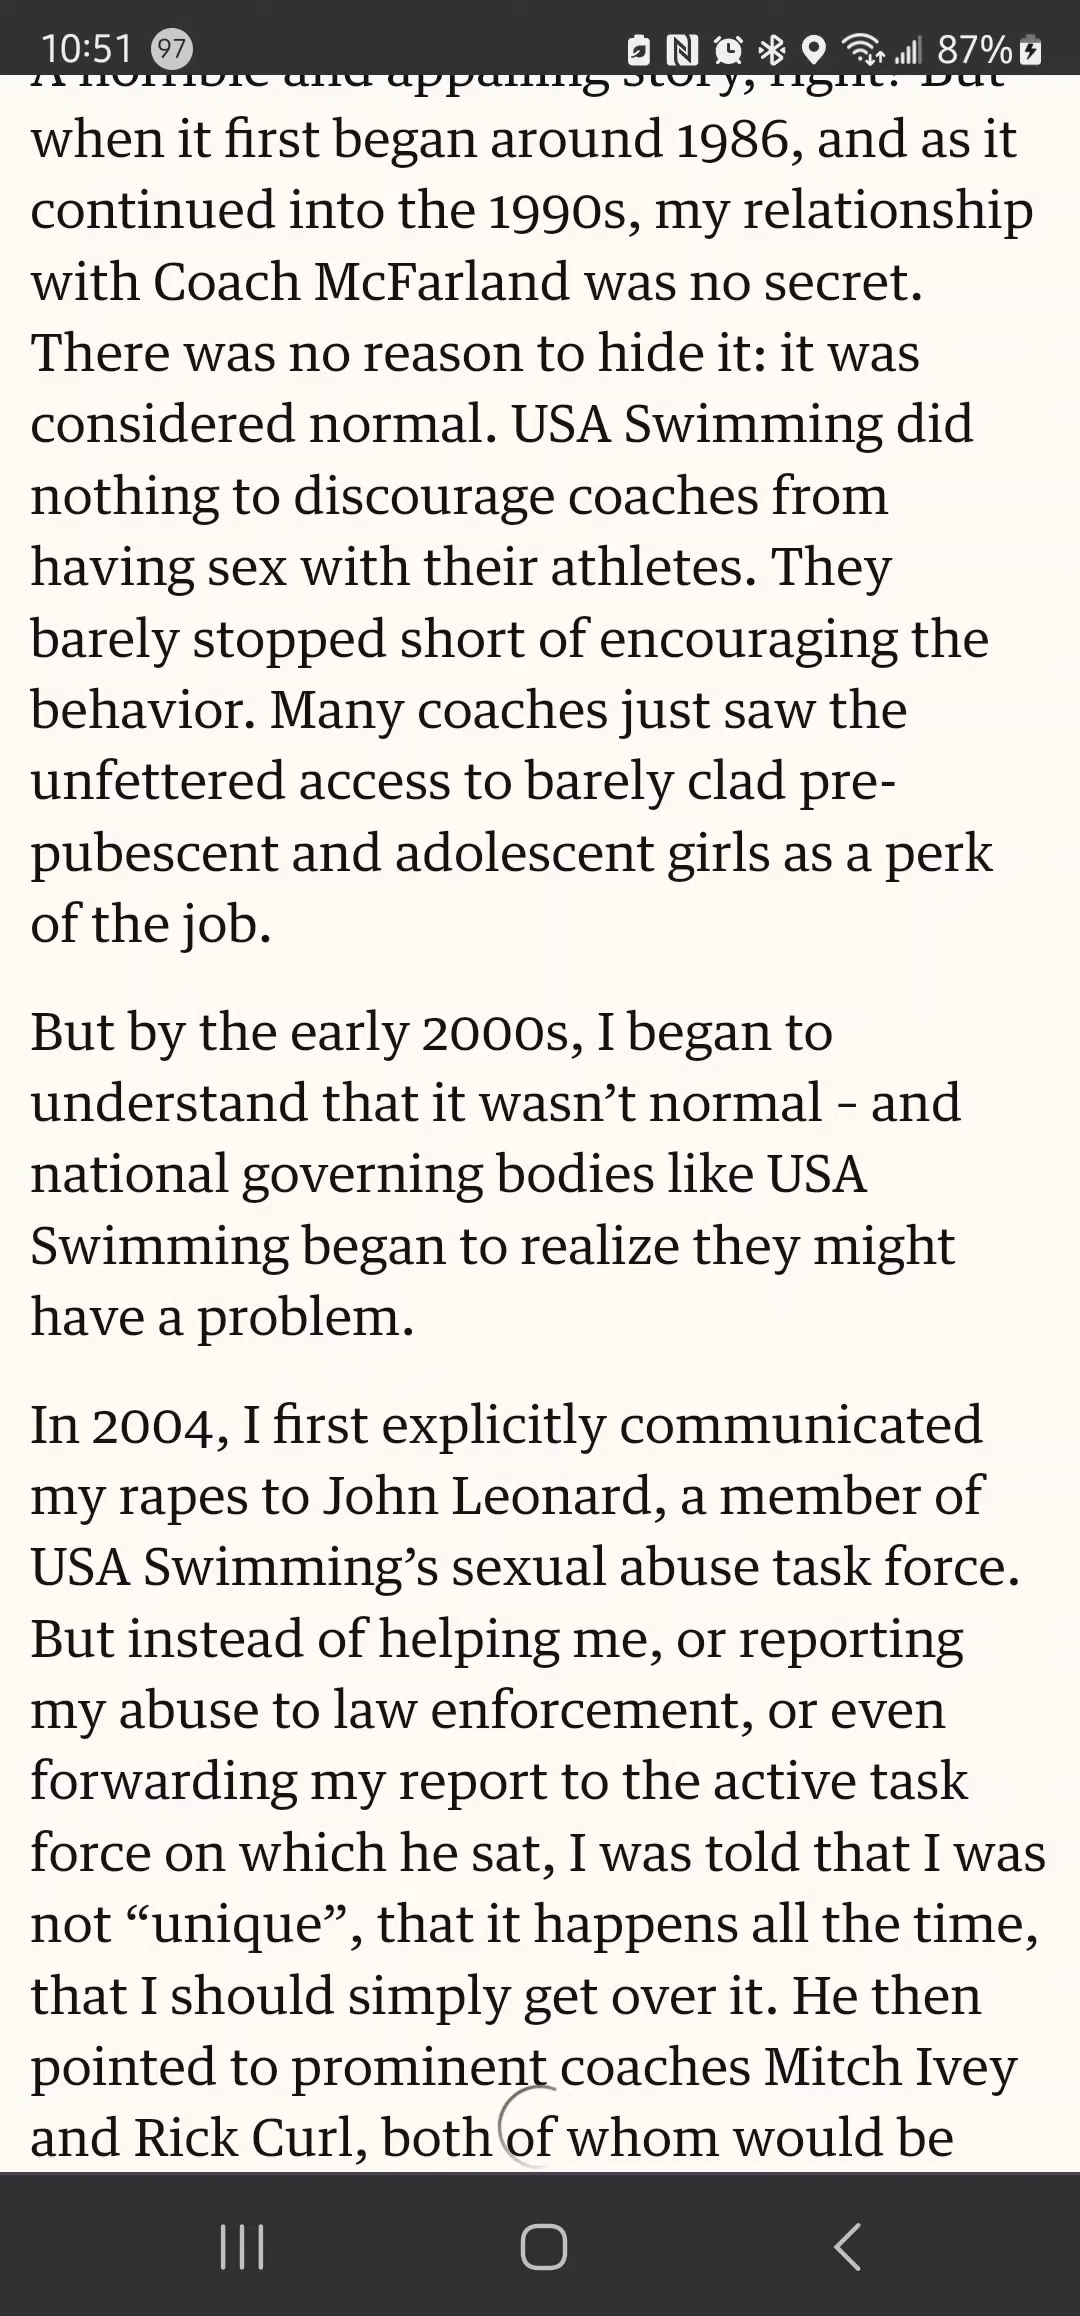 10:51 97 87%
A horrible and appalling story, right? But
when it first began around 1986, and as it
continued into the 1990s, my relationship
with Coach McFarland was no secret.
There was no reason to hide it: it was
considered normal. USA Swimming did
nothing to discourage coaches from
having sex with their athletes. They
barely stopped short of encouraging the
behavior. Many coaches just saw the
unfettered access to barely clad pre-
pubescent and adolescent girls as a perk
of the job.
But by the early 2000s, I began to
understand that it wasn’t normal – and
national governing bodies like USA
Swimming began to realize they might
have a problem.
In 2004, I first explicitly communicated
my rapes to John Leonard, a member of
USA Swimming’s sexual abuse task force.
But instead of helping me, or reporting
my abuse to law enforcement, or even
forwarding my report to the active task
force on which he sat, I was told that I was
not “unique”, that it happens all the time,
that I should simply get over it. He then
pointed to prominent coaches Mitch Ivey
and Rick Curl, both of whom would be